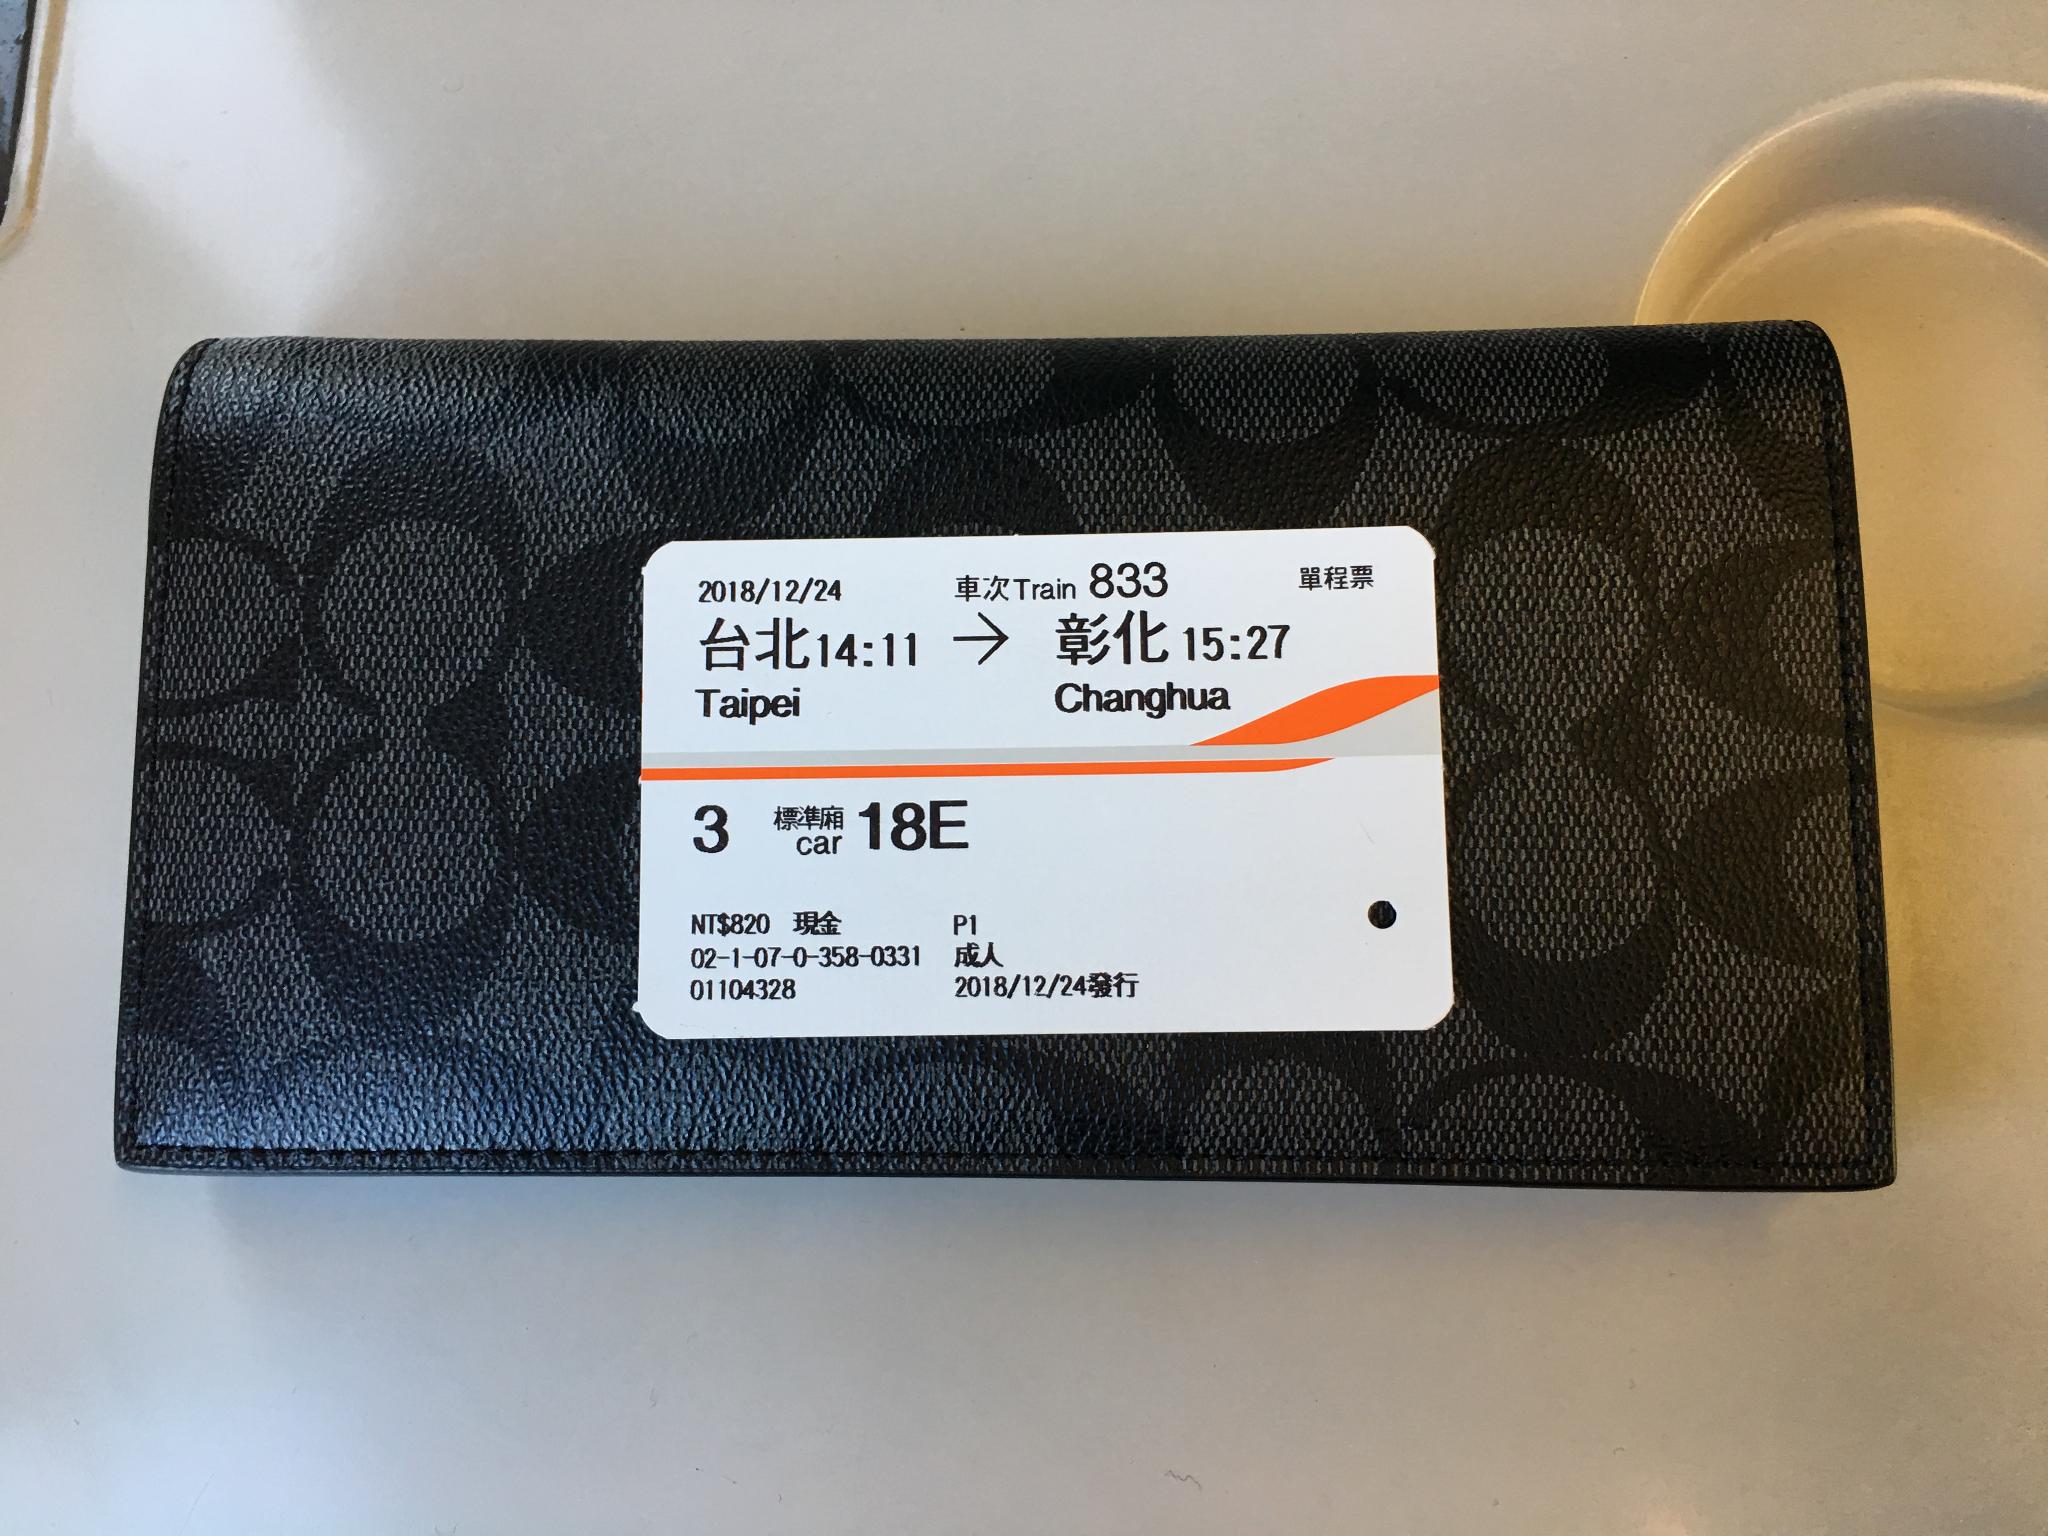 2018/12/24 車次Train 833 單程票
台北14:11 → 彰化 15:27
Taipei Changhua
3 標準廂 car 18E
NT$820 現金 P1
02-1-07-0-358-0331 成人
01104328 2018/12/24發行